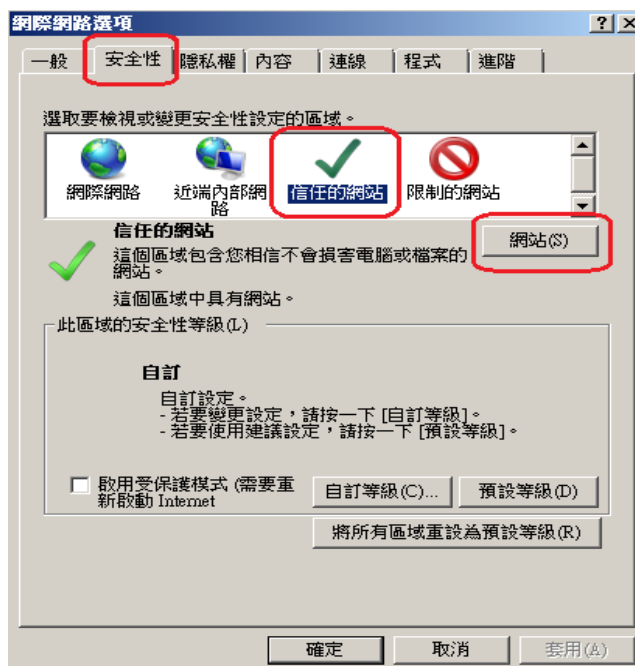 網際網路選項
一般 安全性 隱私權 內容 連線 程式 進階
選取要檢視或變更安全性設定的區域。
網際網路 近端內部網路 信任的網站 限制的網站
信任的網站
網站(S)
這個區域包含您相信不會損害電腦或檔案的
網站。
這個區域中具有網站。
此區域的安全性等級(L)
自訂
自訂設定。
- 若要變更設定，請按一下 [自訂等級]。
- 若要使用建議設定，請按一下 [預設等級]。
啟用受保護模式 (需要重
新啟動 Internet
自訂等級(C)... 預設等級(D)
將所有區域重設為預設等級(R)
確定 取消 套用(A)